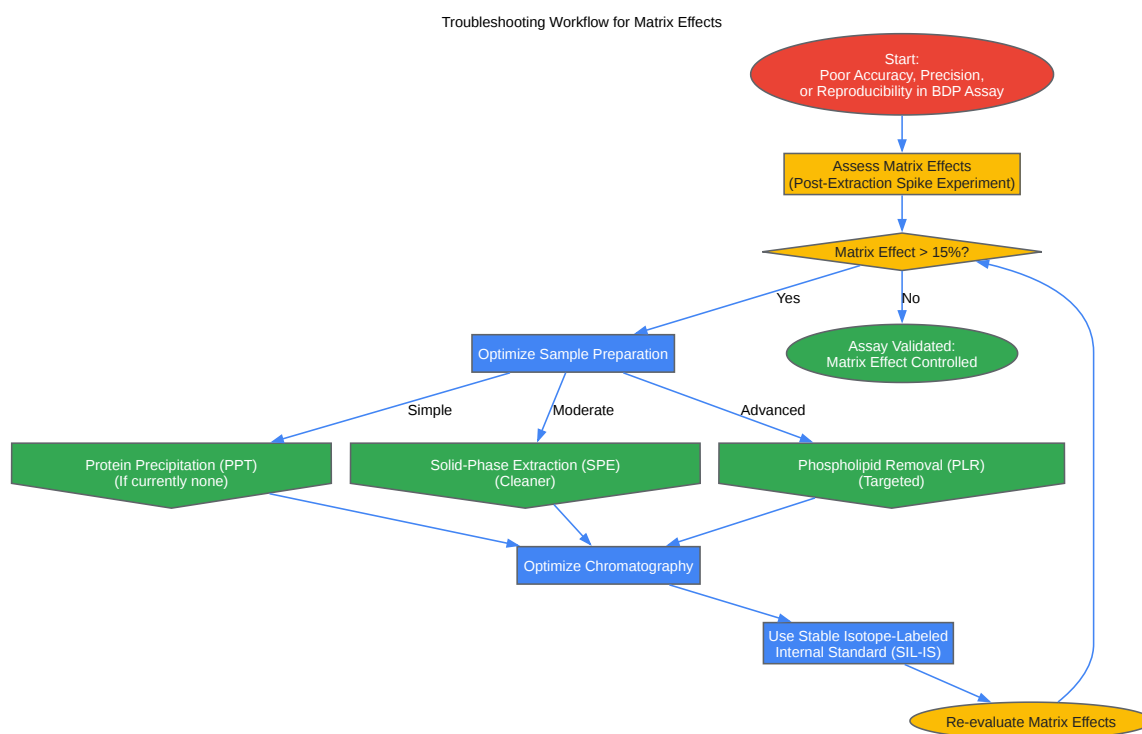 Troubleshooting Workflow for Matrix Effects
Start:
Poor Accuracy, Precision,
or Reproducibility in BDP Assay
Assess Matrix Effects
(Post-Extraction Spike Experiment)
Matrix Effect > 15%?
Yes
No
Optimize Sample Preparation
Assay Validated:
Matrix Effect Controlled
Simple
Moderate
Advanced
Protein Precipitation (PPT)
(If currently none)
Solid-Phase Extraction (SPE)
(Cleaner)
Phospholipid Removal (PLR)
(Targeted)
Optimize Chromatography
Use Stable Isotope-Labeled
Internal Standard (SIL-IS)
Re-evaluate Matrix Effects